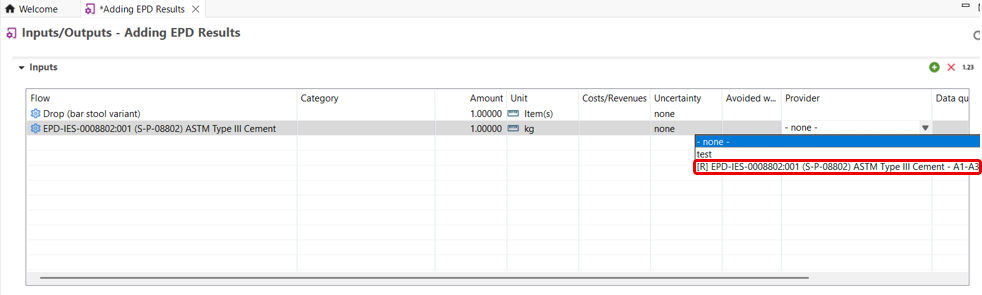 Welcome
*Adding EPD Results
Inputs/Outputs - Adding EPD Results
Inputs
1.23
Flow Category Amount Unit Costs/Revenues Uncertainty Avoided w... Provider Data qu
Drop (bar stool variant) 1.00000 Item(s) none
EPD-IES-0008802:001 (S-P-08802) ASTM Type III Cement 1.00000 kg none - none -
- none -
test
[R] EPD-IES-0008802:001 (S-P-08802) ASTM Type III Cement - A1-A3